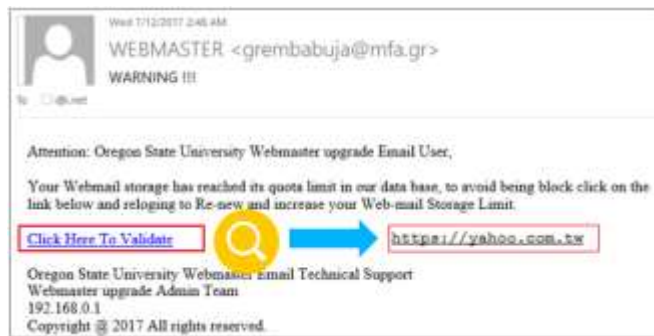 Wed 7/12/2017 2:46 AM
WEBMASTER <grembabuja@mfa.gr>
WARNING !!!
To
Attention: Oregon State University Webmaster upgrade Email User,
Your Webmail storage has reached its quota limit in our data base, to avoid being block click on the
link below and reloging to Re-new and increase your Web-mail Storage Limit.
Click Here To Validate https://yahoo.com.tw
Oregon State University Webmaster Email Technical Support
Webmaster upgrade Admin Team
192.168.0.1
Copyright @ 2017 All rights reserved.